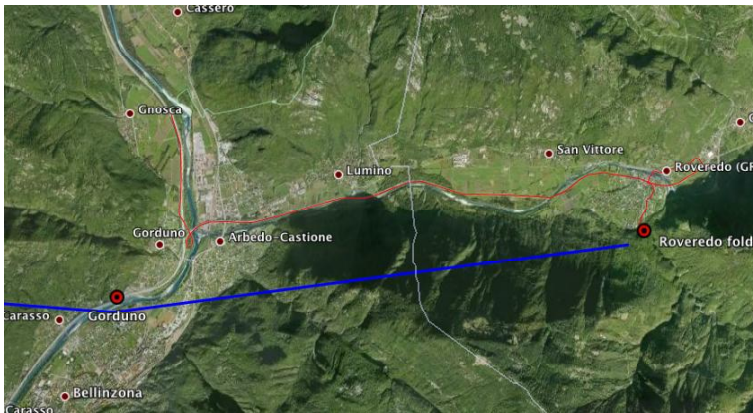 Cassero
Gnosca
Lumino
San Vittore
Roveredo (GR
Gorduno
Arbedo-Castione
Roveredo fold
Carasso
Gorduno
Bellinzona
Carasso